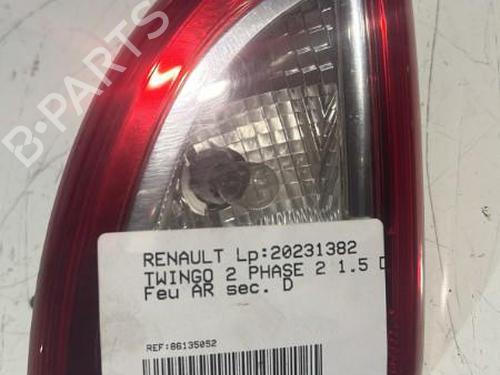 B-PARTS
RENAULT Lp:20231382
TWINGO 2 PHASE 2 1.5 D
Feu AR sec. D
REF:86135052